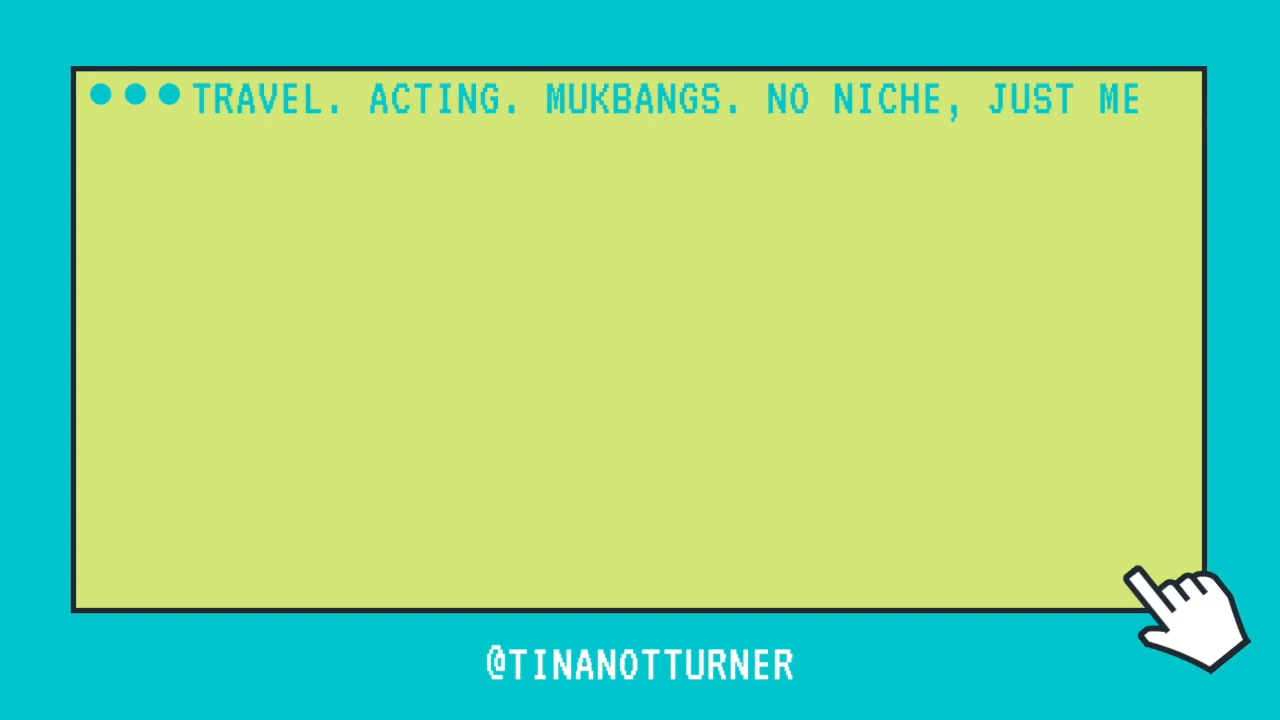 TRAVEL. ACTING. MUKBANGS. NO NICHE, JUST ME
@TINANOTTURNER